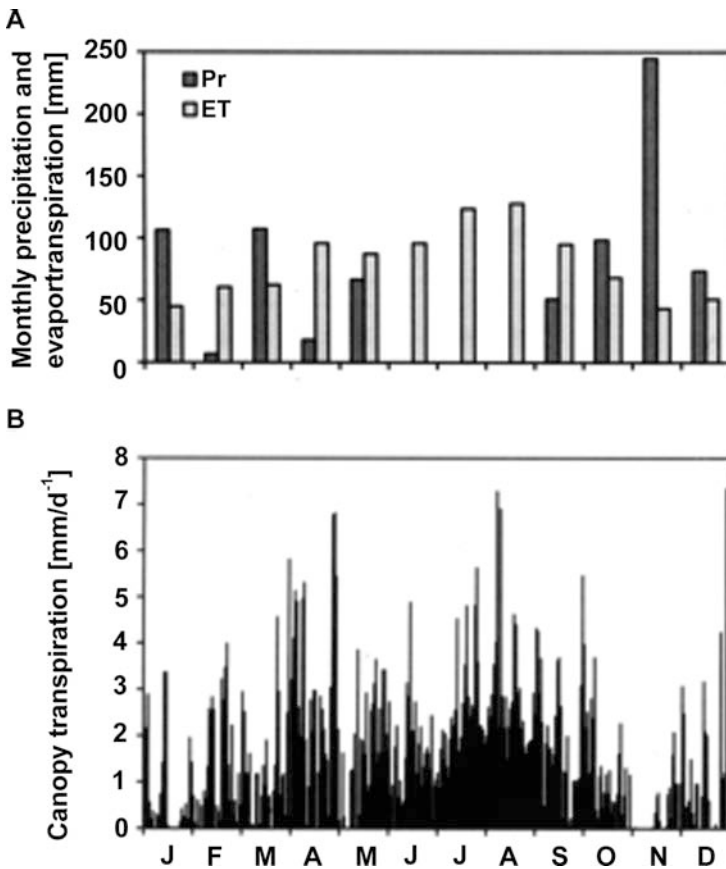 A
Monthly precipitation and
evaportranspiration [mm]
250
200
150
100
50
0
Pr
ET
B
Canopy transpiration [mm/d⁻¹]
8
7
6
5
4
3
2
1
0
J F M A M J J A S O N D